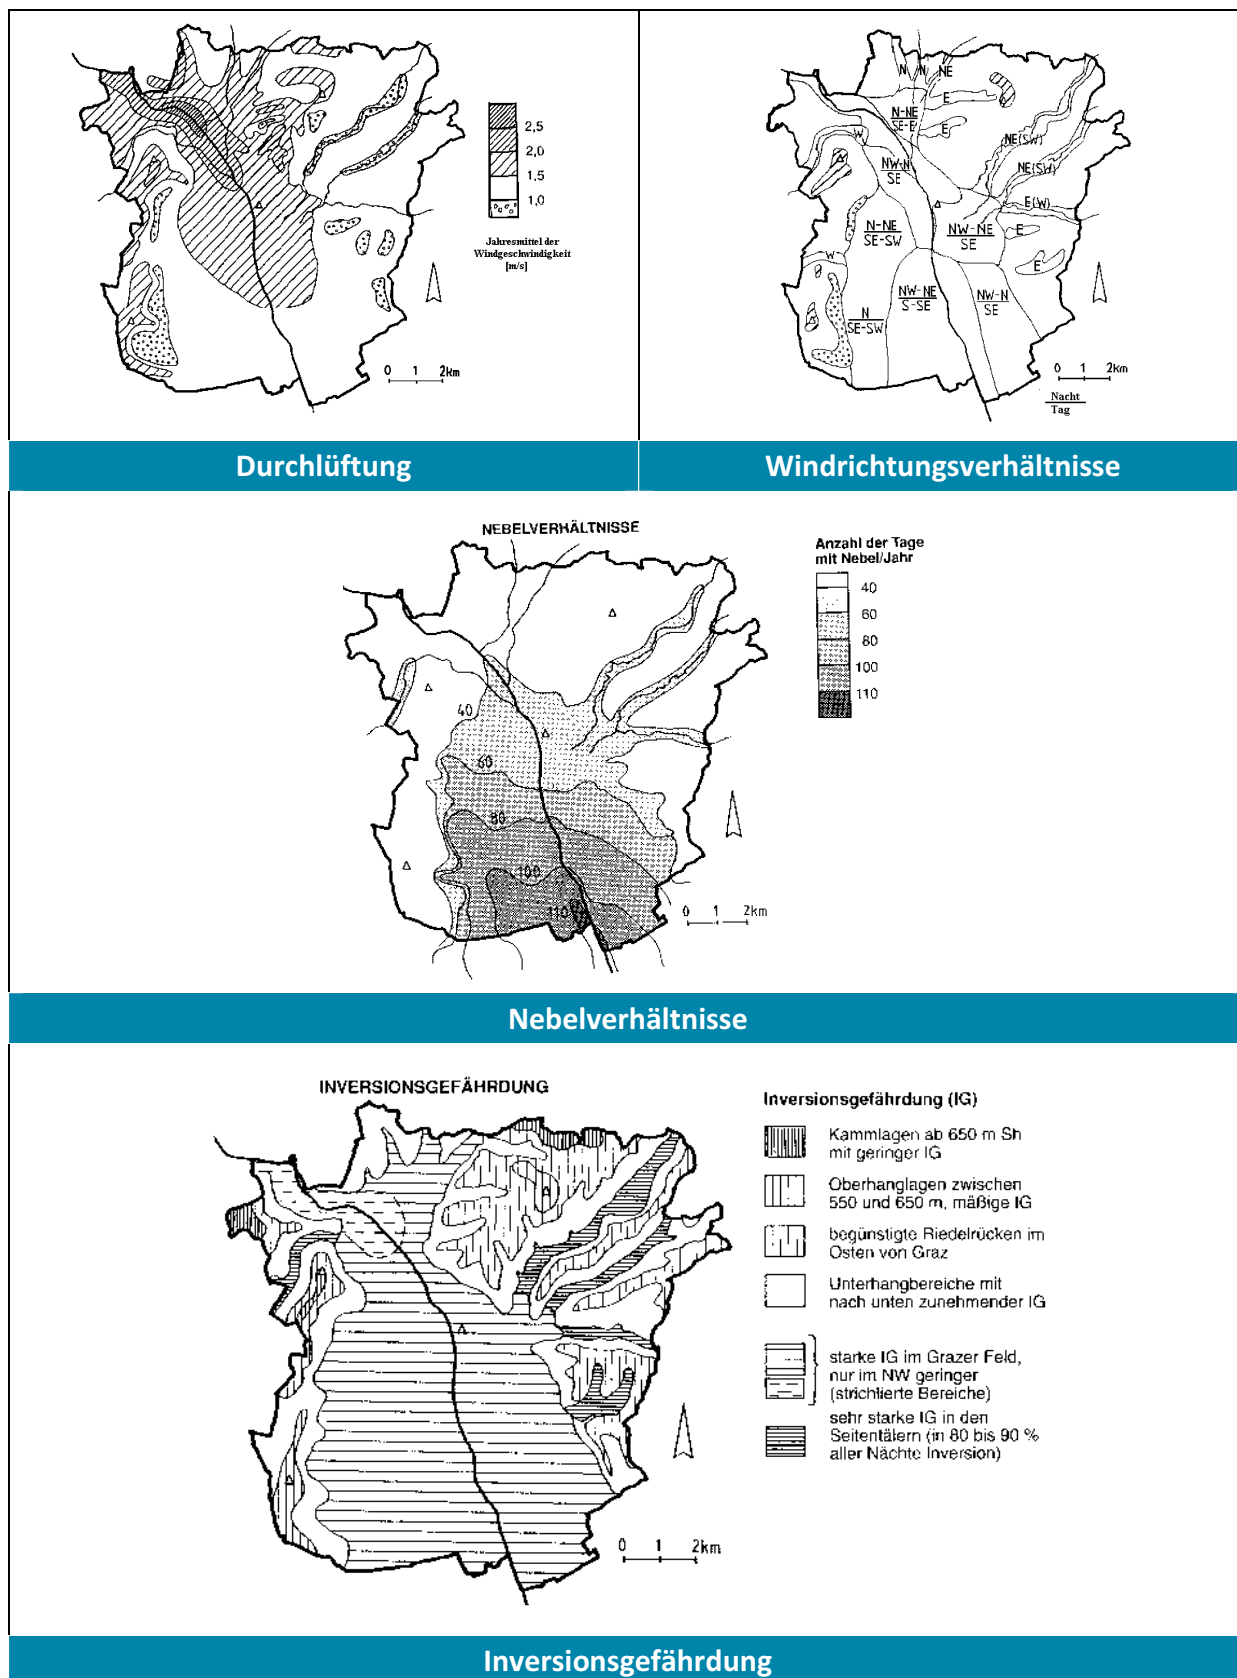 2,5
2,0
1,5
1,0
Jahresmittel der
Windgeschwindigkeit
[m/s]
0 1 2km
N N NE
E
N-NE
SE-E
E
W
NW-N
SE
NE(SW)
NE(SW)
E(W)
N-NE
SE-SW
NW-NE
SE
E
E
W
NW-NE
S-SE
NW-N
SE
N
SE-SW
0 1 2km
Nacht
Tag
Durchlüftung
Windrichtungsverhältnisse
NEBELVERHÄLTNISSE
Anzahl der Tage
mit Nebel/Jahr
40
60
80
100
110
40
60
80
100
110
0 1 2km
Nebelverhältnisse
INVERSIONSGEFÄHRDUNG
Inversionsgefährdung (IG)
Kammlagen ab 650 m Sh
mit geringer IG
Oberhanglagen zwischen
550 und 650 m, mäßige IG
begünstigte Riedelrücken im
Osten von Graz
Unterhangbereiche mit
nach unten zunehmender IG
starke IG im Grazer Feld,
nur im NW geringer
(strichlierte Bereiche)
sehr starke IG in den
Seitentälern (in 80 bis 90 %
aller Nächte Inversion)
0 1 2km
Inversionsgefährdung